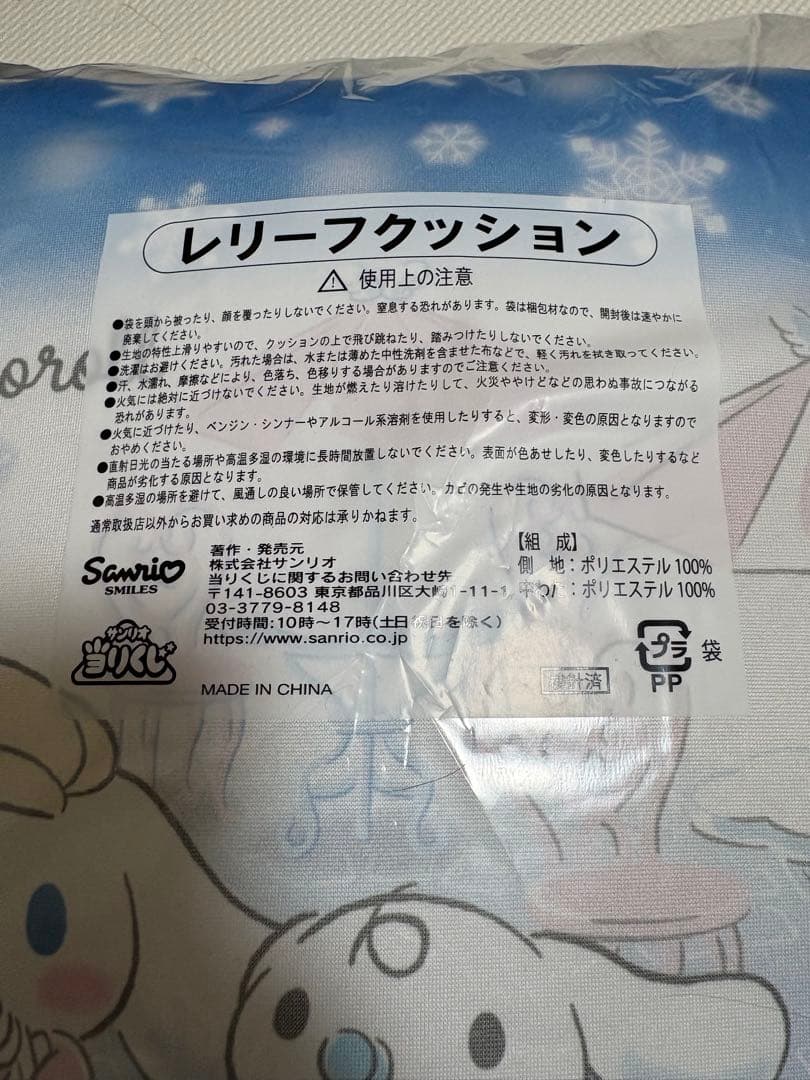 レリーフクッション
⚠ 使用上の注意
●袋を頭から被ったり、顔を覆ったりしないでください。窒息する恐れがあります。袋は梱包材なので、開封後は速やかに
廃棄してください。
●生地の特性上滑りやすいので、クッションの上で飛び跳ねたり、踏みつけたりしないでください。
●洗濯はお避けください。汚れた場合は、水または薄めた中性洗剤を含ませた布などで、軽く汚れを拭き取ってください。
●汗、水濡れ、摩擦などにより、色落ち、色移りする場合がありますのでご注意ください。
●火気には絶対に近づけないでください。生地が燃えたり溶けたりして、火災ややけどなどの思わぬ事故につながる
恐れがあります。
●火気に近づけたり、ベンジン・シンナーやアルコール系溶剤を使用したりすると、変形・変色の原因となりますので
おやめください。
●直射日光の当たる場所や高温多湿の環境に長時間放置しないでください。表面が色あせしたり、変色したりするなど
商品が劣化する原因となります。
●高温多湿の場所を避けて、風通しの良い場所で保管してください。カビの発生や生地の劣化の原因となります。
通常取扱店以外からお買い求めの商品の対応は承りかねます。
Sanrio
SMILES
著作・発売元
株式会社サンリオ
当りくじに関するお問い合わせ先
〒141-8603 東京都品川区大崎1-11-1
03-3779-8148
受付時間:10時～17時(土日祝日を除く)
https://www.sanrio.co.jp
【組 成】
側 地:ポリエステル100%
中わた:ポリエステル100%
サンリオ
当りくじ
MADE IN CHINA
検針済
プラ
PP
袋